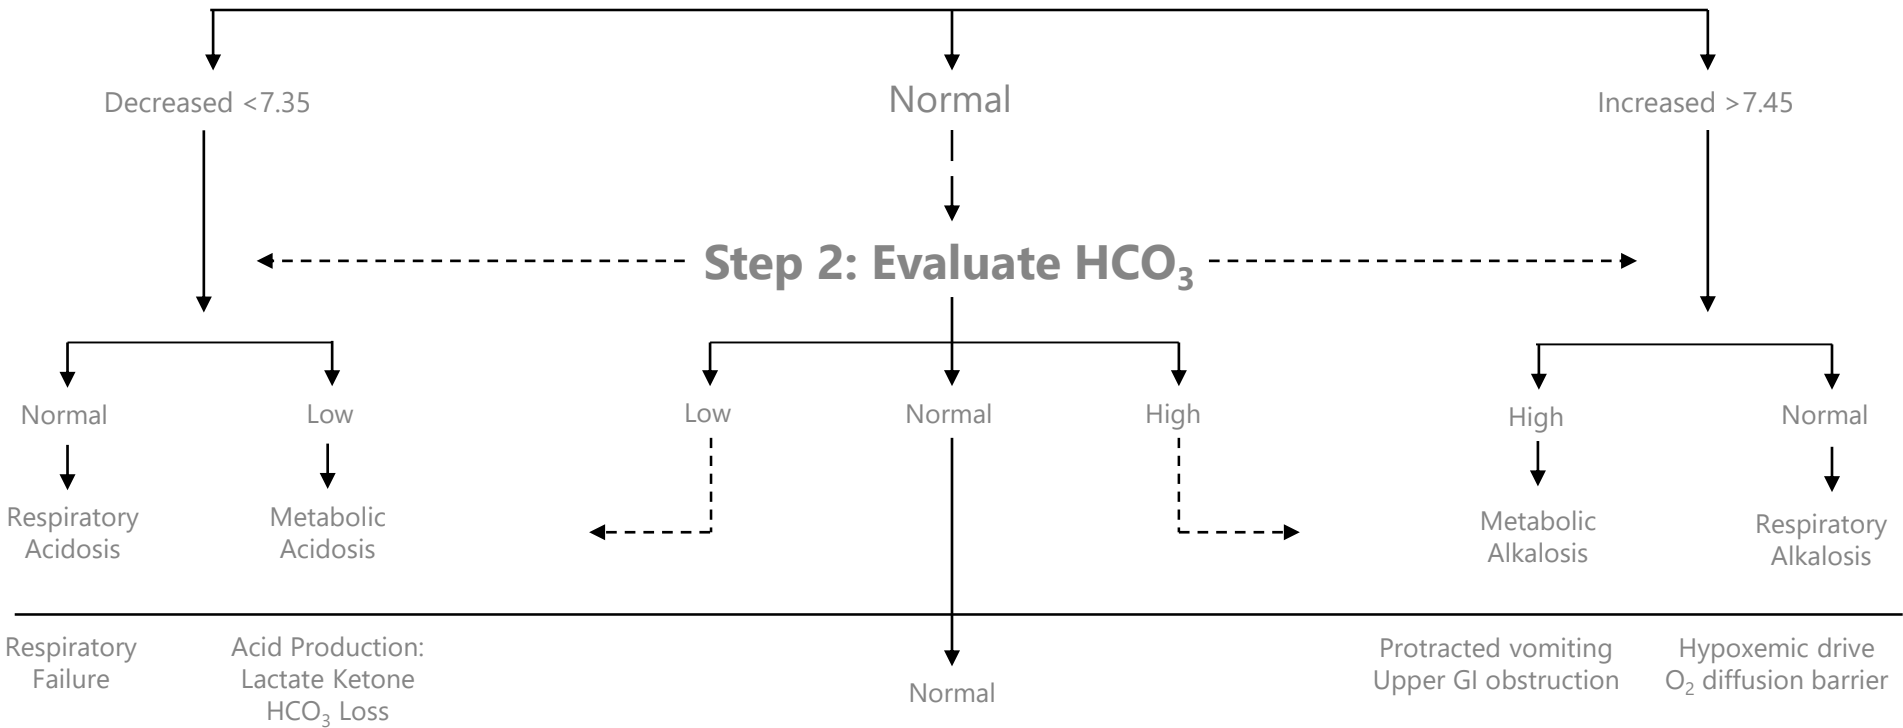 Decreased <7.35
Normal
Increased >7.45
Step 2: Evaluate HCO₃
Normal
Low
Low
Normal
High
High
Normal
Respiratory
Acidosis
Metabolic
Acidosis
Metabolic
Alkalosis
Respiratory
Alkalosis
Respiratory
Failure
Acid Production:
Lactate Ketone
HCO₃ Loss
Normal
Protracted vomiting
Upper GI obstruction
Hypoxemic drive
O₂ diffusion barrier